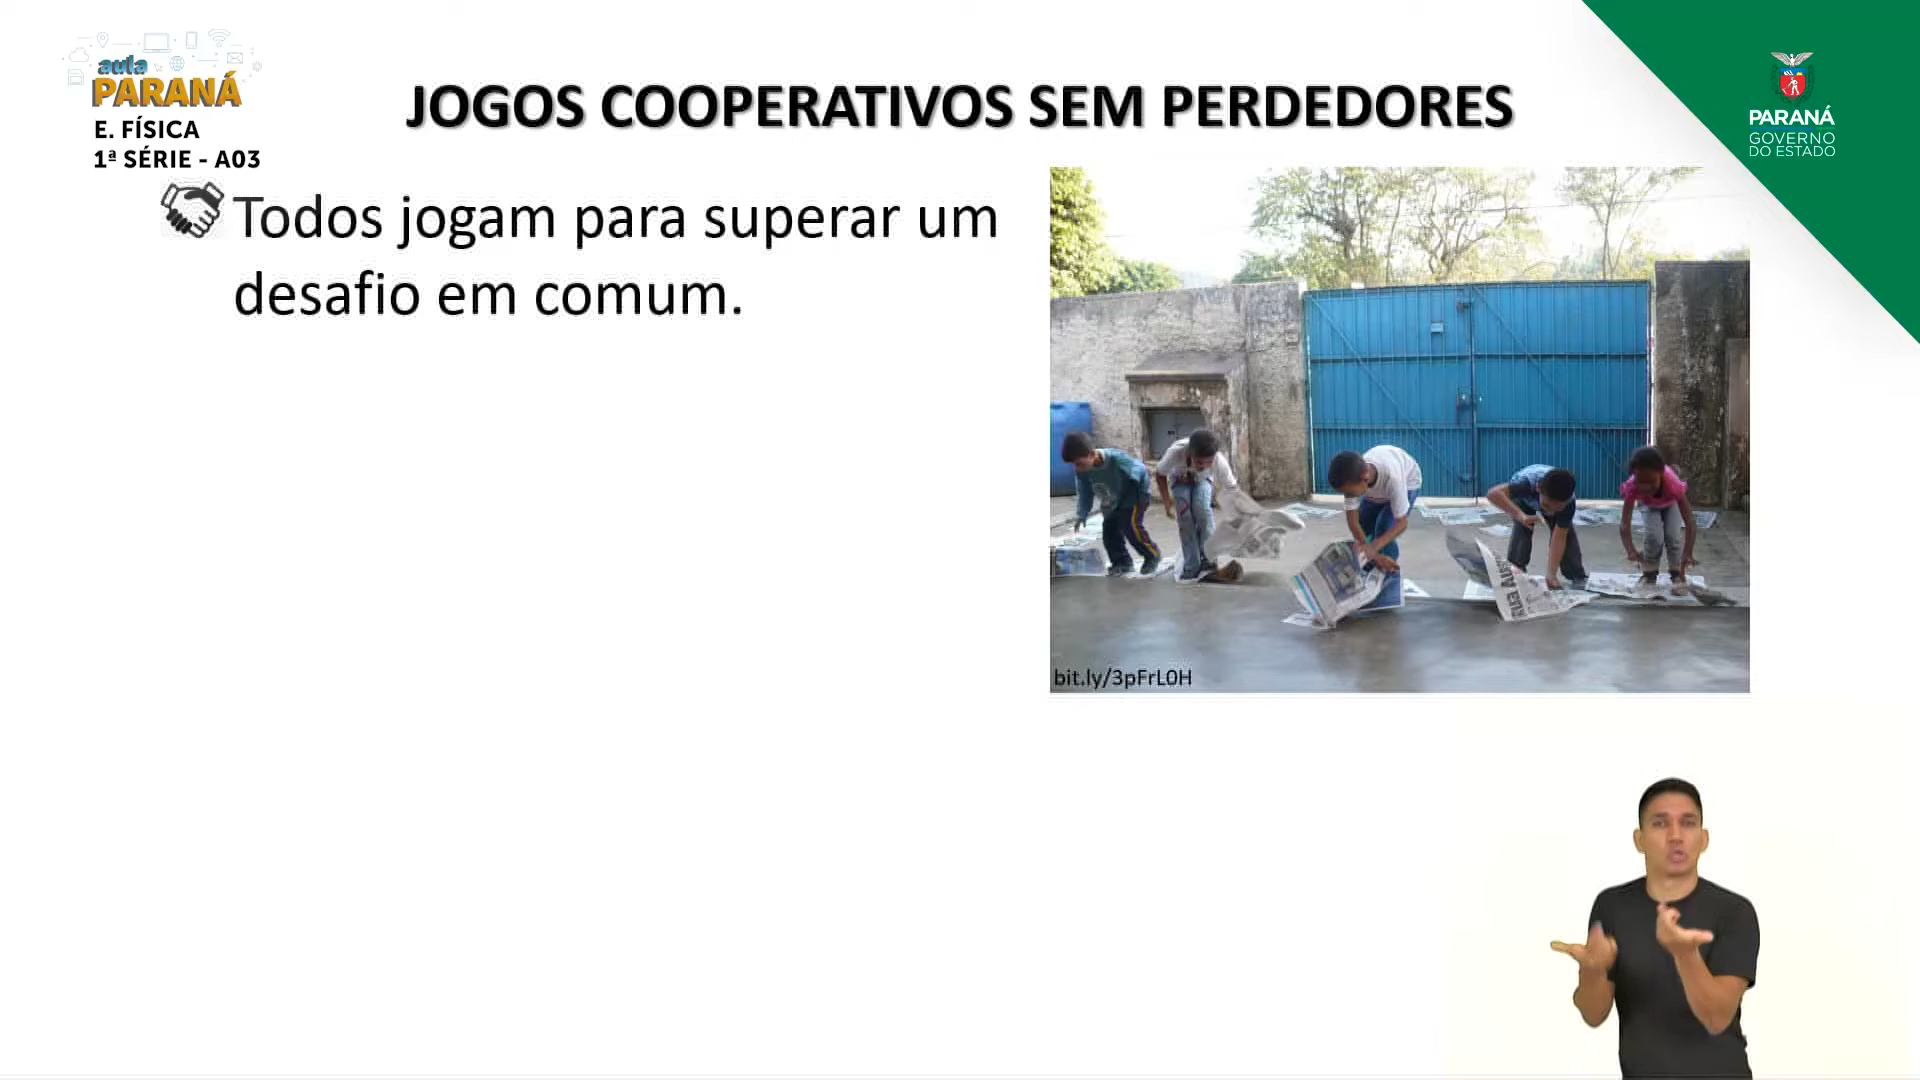 aula
PARANÁ
E. FÍSICA
1ª SÉRIE - A03
JOGOS COOPERATIVOS SEM PERDEDORES
PARANÁ
GOVERNO
DO ESTADO
Todos jogam para superar um
desafio em comum.
bit.ly/3pFrL0H